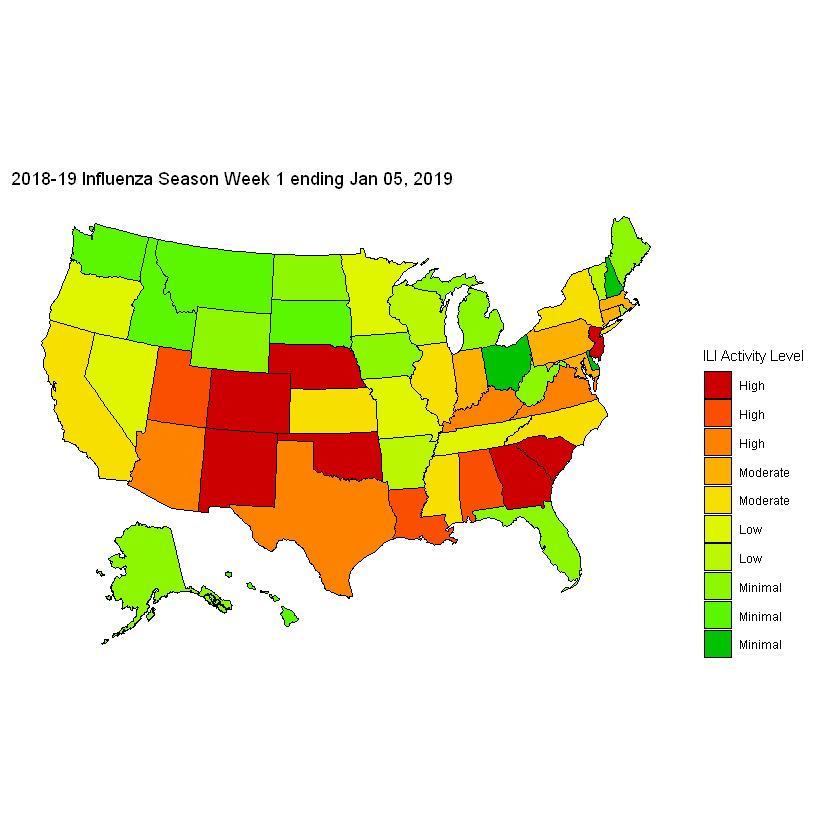 2018-19 Influenza Season Week 1 ending Jan 05, 2019
ILI Activity Level
High
High
High
Moderate
Moderate
Low
Low
Minimal
Minimal
Minimal